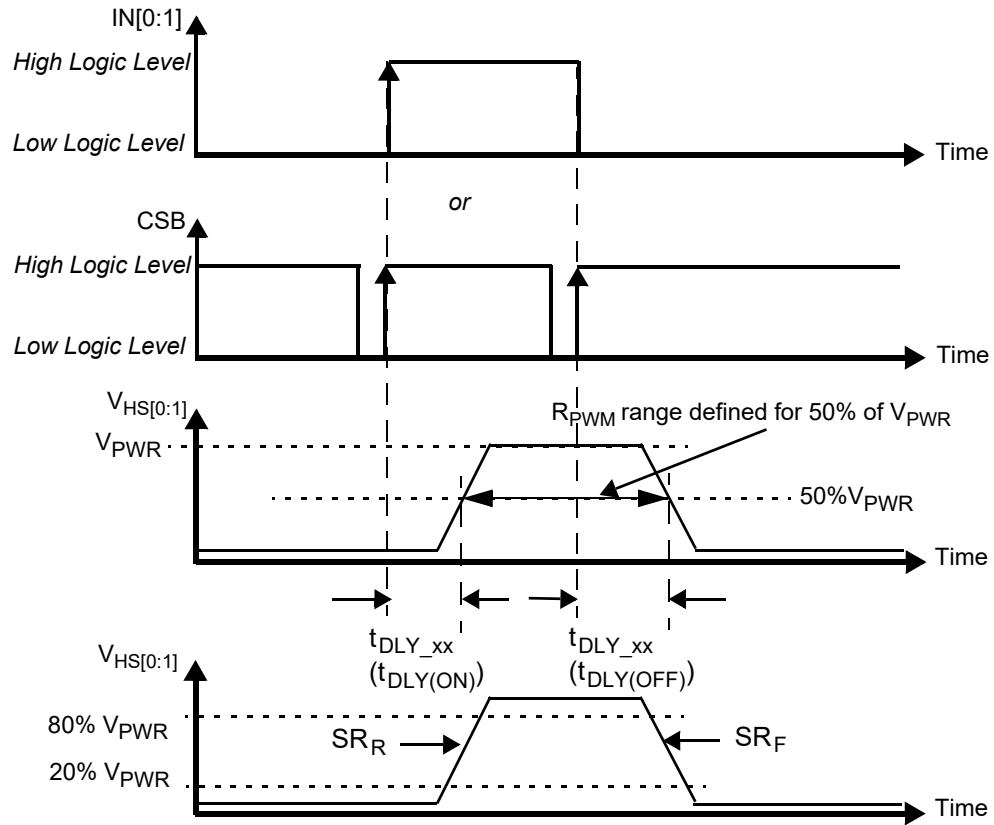 IN[0:1]
High Logic Level
Low Logic Level
Time
or
CSB
High Logic Level
Low Logic Level
Time
VHS[0:1]
RPWM range defined for 50% of VPWR
VPWR
50%VPWR
Time
tDLY_xx
(tDLY(ON))
tDLY_xx
(tDLY(OFF))
VHS[0:1]
80% VPWR
SRR
SRF
20% VPWR
Time